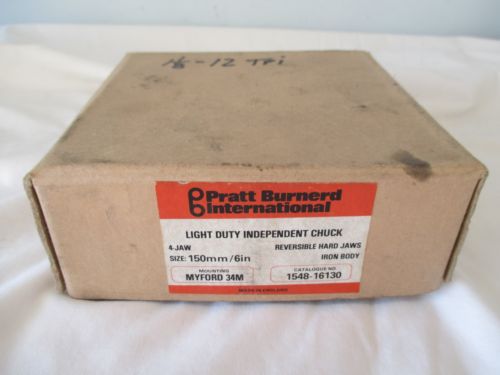 1⅛ - 12 TPI
Pratt Burnerd
International
LIGHT DUTY INDEPENDENT CHUCK
4-JAW REVERSIBLE HARD JAWS
SIZE: 150mm/6in IRON BODY
MOUNTING CATALOGUE NO
MYFORD 34M 1548-16130
MADE IN ENGLAND